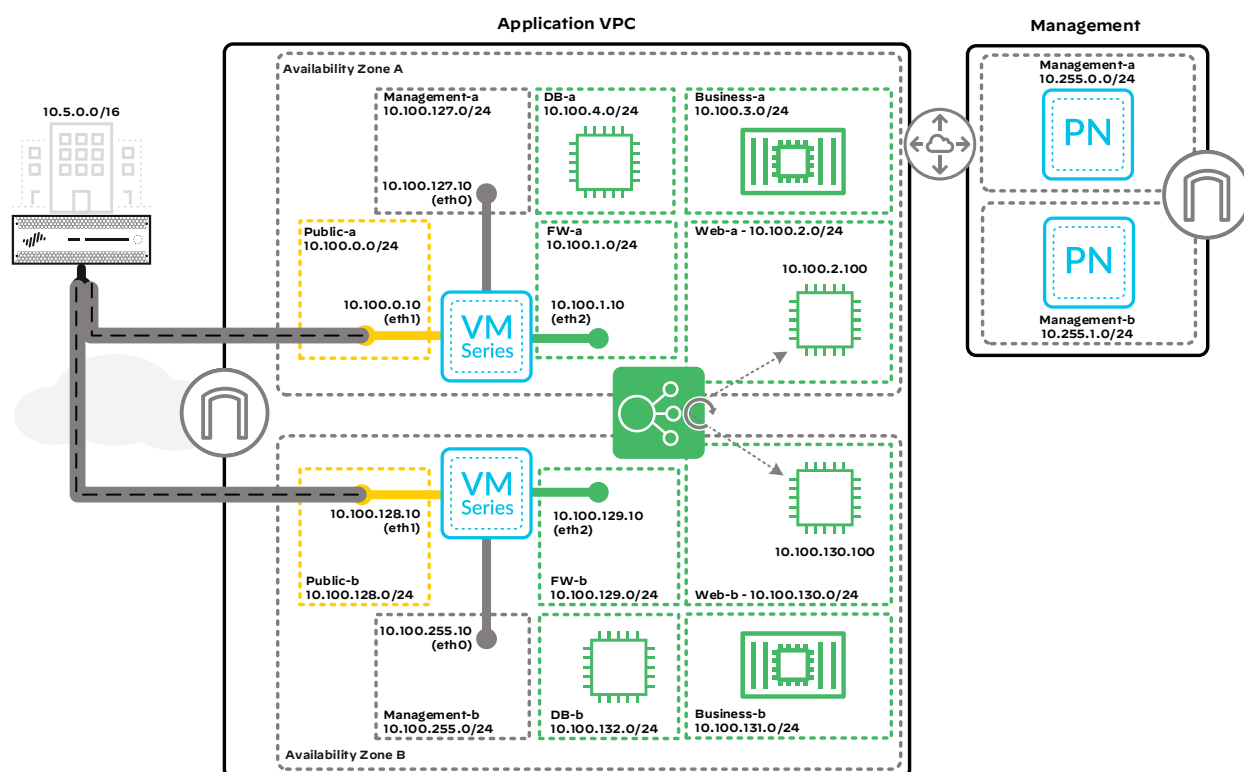 Application VPC
Management
Availability Zone A
Management-a
10.100.127.0/24
DB-a
10.100.4.0/24
Business-a
10.100.3.0/24
Management-a
10.255.0.0/24
PN
10.5.0.0/16
10.100.127.10
(eth0)
Public-a
10.100.0.0/24
FW-a
10.100.1.0/24
Web-a - 10.100.2.0/24
10.100.2.100
PN
Management-b
10.255.1.0/24
10.100.0.10
(eth1)
VM
Series
10.100.1.10
(eth2)
VM
Series
10.100.128.10
(eth1)
10.100.129.10
(eth2)
10.100.130.100
Public-b
10.100.128.0/24
FW-b
10.100.129.0/24
Web-b - 10.100.130.0/24
10.100.255.10
(eth0)
Management-b
10.100.255.0/24
DB-b
10.100.132.0/24
Business-b
10.100.131.0/24
Availability Zone B